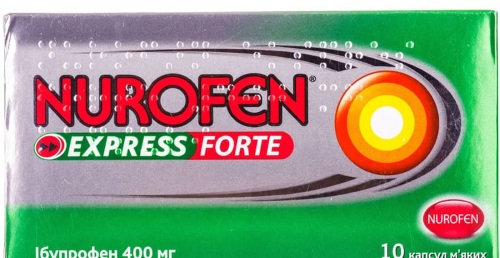 NUROFEN®
EXPRESS FORTE
NUROFEN
Ібупрофен 400 мг
10 капсул м'яких